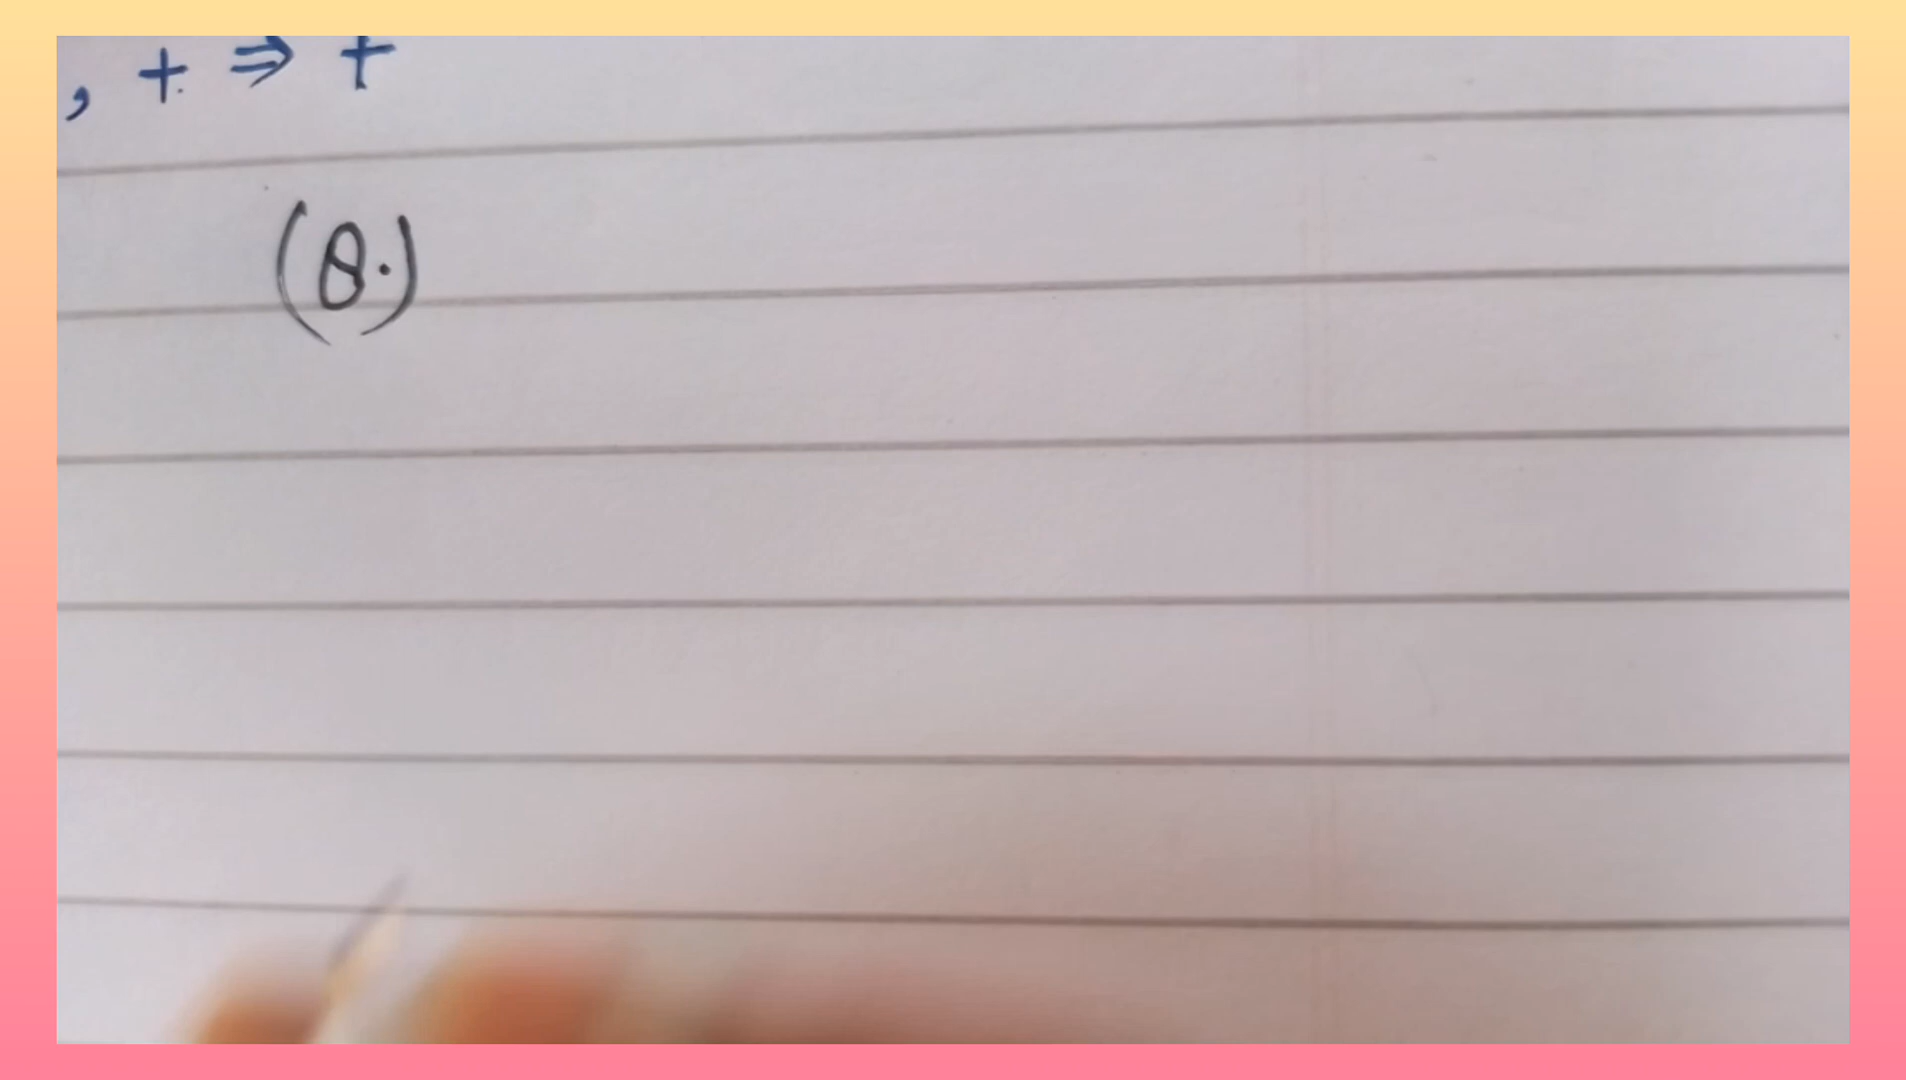 , + ⇒ +
(8.)